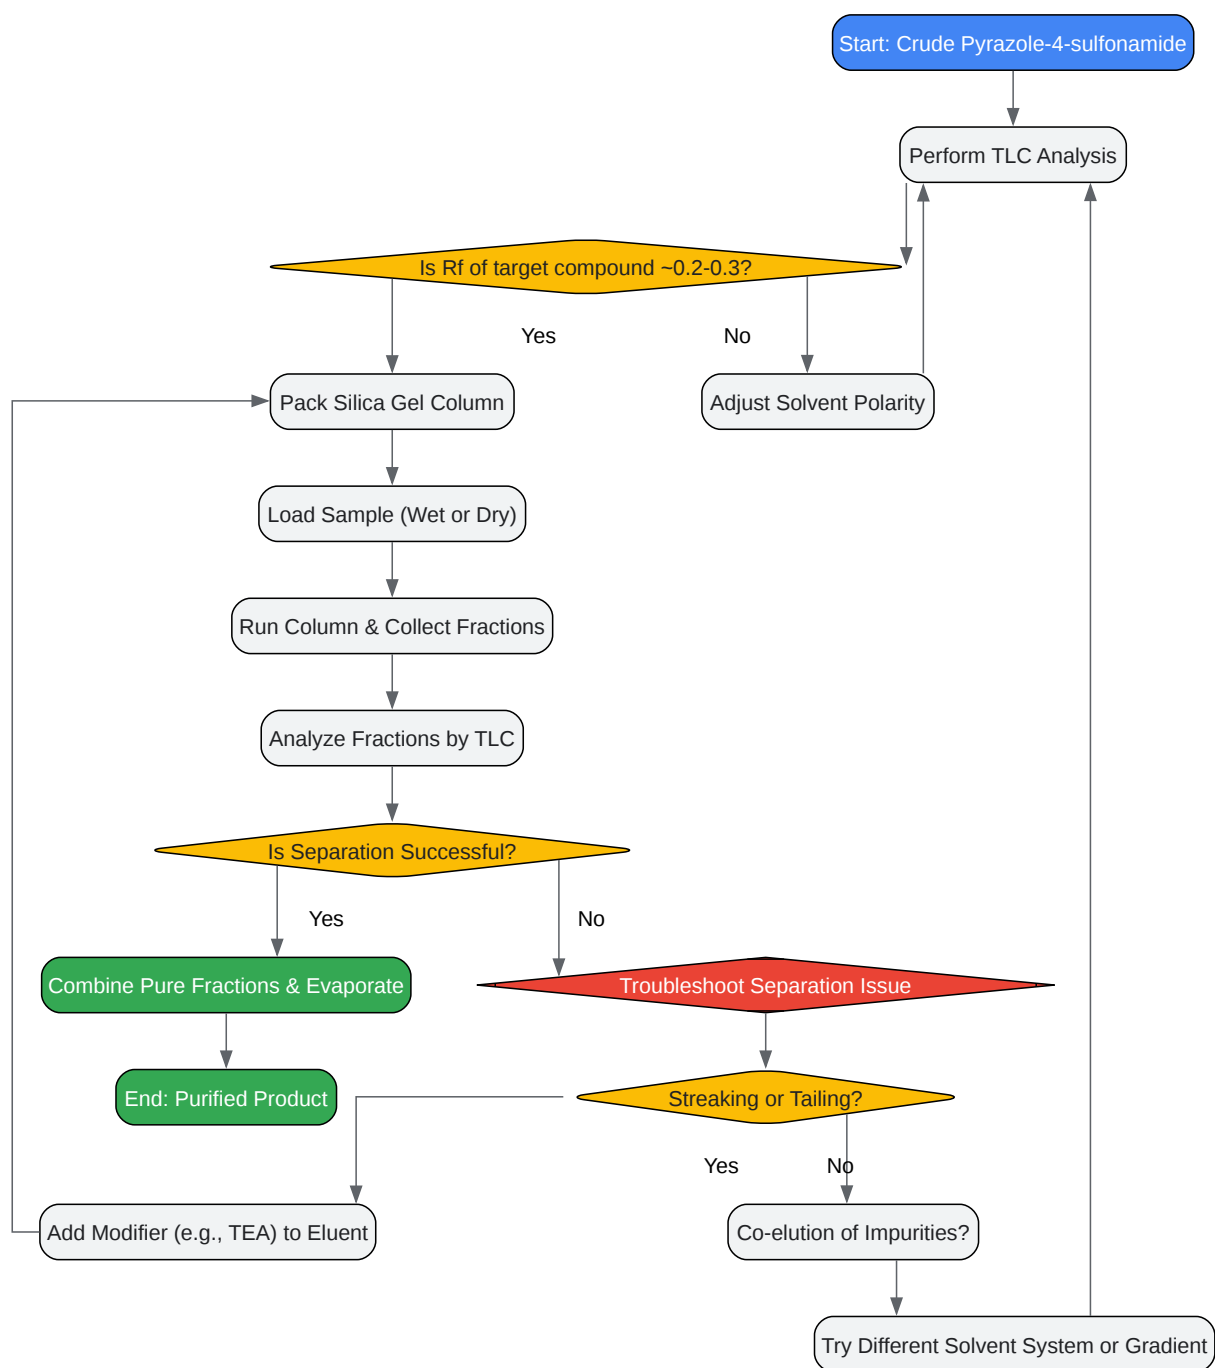 Start: Crude Pyrazole-4-sulfonamide
Perform TLC Analysis
Is Rf of target compound ~0.2-0.3?
Yes
No
Pack Silica Gel Column
Adjust Solvent Polarity
Load Sample (Wet or Dry)
Run Column & Collect Fractions
Analyze Fractions by TLC
Is Separation Successful?
Yes
No
Combine Pure Fractions & Evaporate
Troubleshoot Separation Issue
End: Purified Product
Streaking or Tailing?
Yes
No
Add Modifier (e.g., TEA) to Eluent
Co-elution of Impurities?
Try Different Solvent System or Gradient